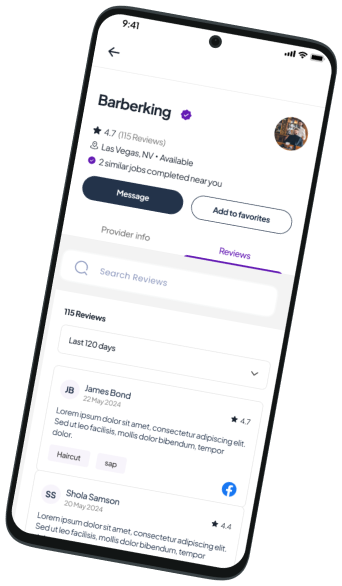 9:41
Barberking
4.7 (115 Reviews)
Las Vegas, NV • Available
2 similar jobs completed near you
Message
Add to favorites
Provider info
Reviews
Search Reviews
115 Reviews
Last 120 days
JB
James Bond
22 May 2024
4.7
Lorem ipsum dolor sit amet, consectetur adipiscing elit.
Sed ut leo facilisis, mollis dolor bibendum, tempor
dolor.
Haircut
sap
SS
Shola Samson
20 May 2024
4.4
Lorem ipsum dolor sit amet, consectetur adipiscing elit.
Sed ut leo facilisis, mollis dolor bibendum, tempor